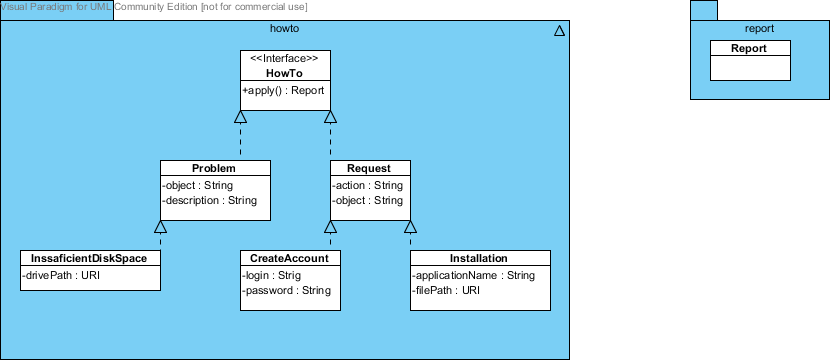 Visual Paradigm for UML Community Edition [not for commercial use]
howto
report
<<Interface>>
HowTo
+apply() : Report
Report
Problem
-object : String
-description : String
Request
-action : String
-object : String
InssaficientDiskSpace
-drivePath : URI
CreateAccount
-login : Strig
-password : String
Installation
-applicationName : String
-filePath : URI